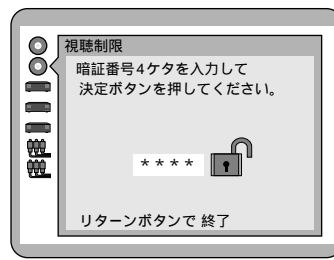 視聴制限
暗証番号4ケタを入力して
決定ボタンを押してください。
****
リターンボタンで 終了